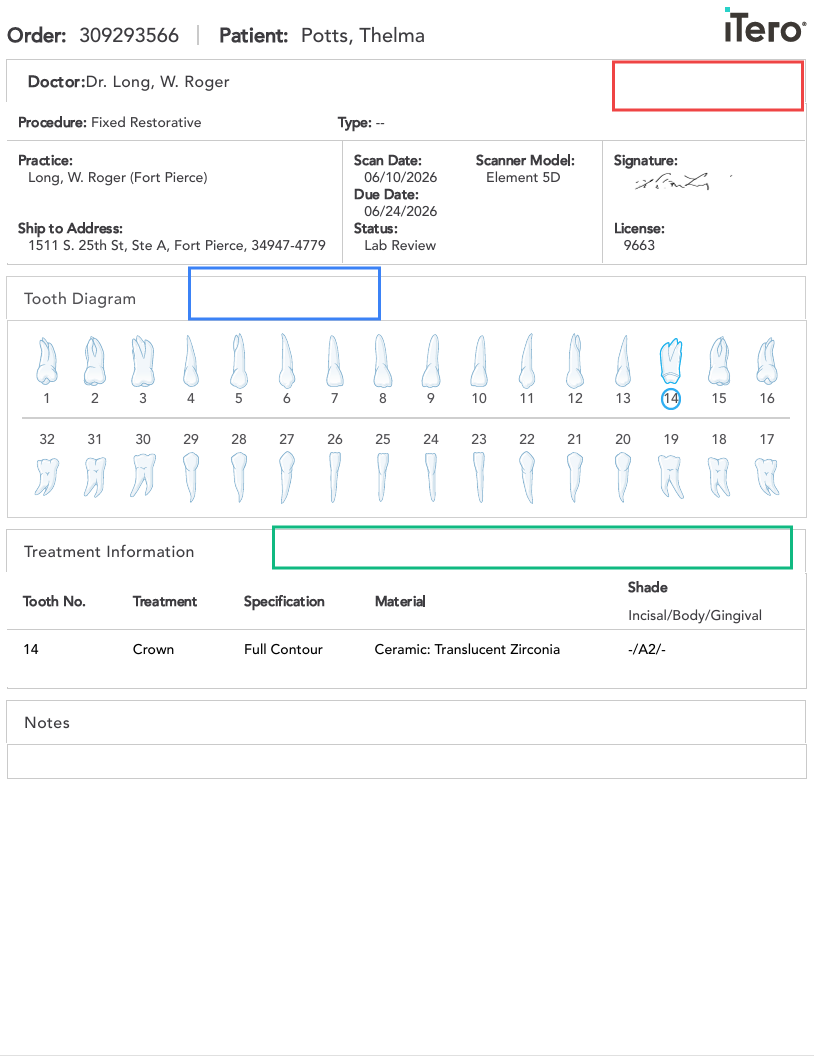 Order: 309293566 | Patient: Potts, Thelma
iTero
Doctor:Dr. Long, W. Roger
Procedure: Fixed Restorative Type: --
Practice:
Long, W. Roger (Fort Pierce)
Ship to Address:
1511 S. 25th St, Ste A, Fort Pierce, 34947-4779
Scan Date:
06/10/2026
Due Date:
06/24/2026
Status:
Lab Review
Scanner Model:
Element 5D
Signature:
License:
9663
Tooth Diagram
1 2 3 4 5 6 7 8 9 10 11 12 13 14 15 16
32 31 30 29 28 27 26 25 24 23 22 21 20 19 18 17
Treatment Information
Tooth No. Treatment Specification Material Shade
Incisal/Body/Gingival
14 Crown Full Contour Ceramic: Translucent Zirconia -/A2/-
Notes